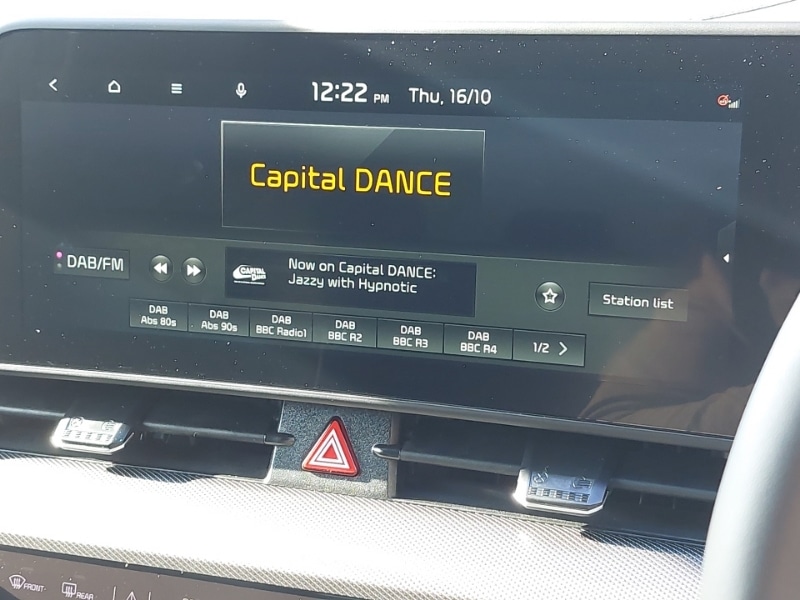 12:22 PM Thu, 16/10
Capital DANCE
DAB/FM
CAPITAL
DANCE
Now on Capital DANCE:
Jazzy with Hypnotic
Station list
DAB
Abs 80s
DAB
Abs 90s
DAB
BBC Radio1
DAB
BBC R2
DAB
BBC R3
DAB
BBC R4
1/2
FRONT
REAR